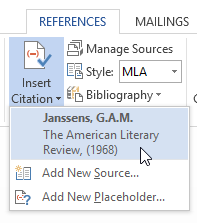 REFERENCES MAILINGS
Insert
Citation
Manage Sources
Style: MLA
Bibliography
Janssens, G.A.M.
The American Literary
Review, (1968)
Add New Source...
Add New Placeholder...